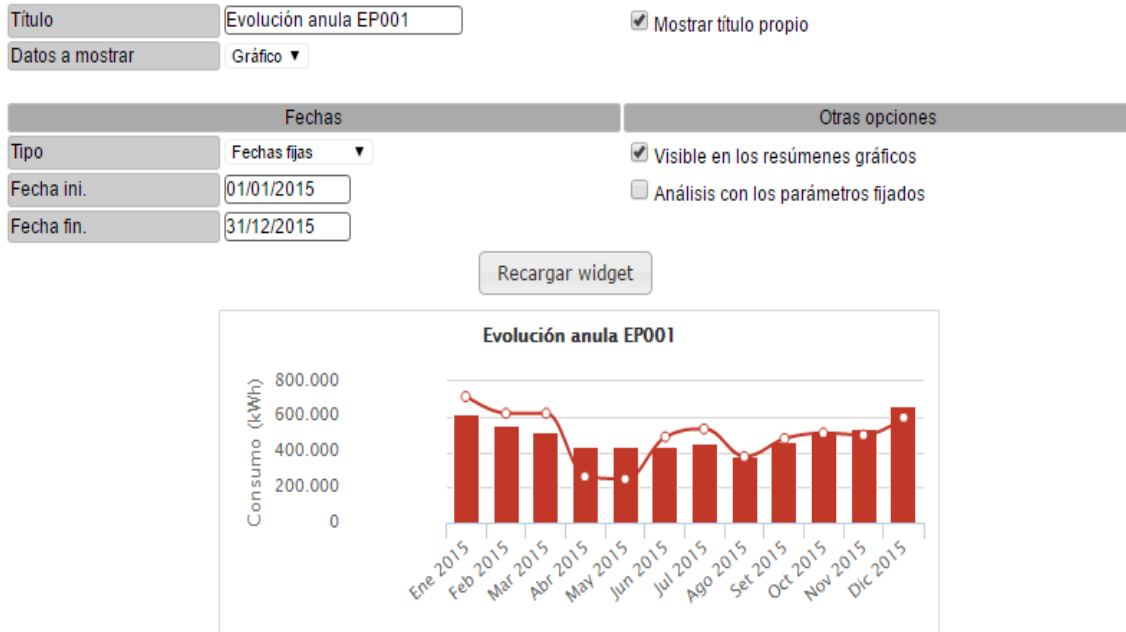 Título Evolución anula EP001 Mostrar título propio
Datos a mostrar Gráfico
Fechas Otras opciones
Tipo Fechas fijas Visible en los resúmenes gráficos
Fecha ini. 01/01/2015 Análisis con los parámetros fijados
Fecha fin. 31/12/2015
Recargar widget
Evolución anula EP001
Consumo (kWh)
800.000
600.000
400.000
200.000
0
Ene 2015 Feb 2015 Mar 2015 Abr 2015 May 2015 Jun 2015 Jul 2015 Ago 2015 Set 2015 Oct 2015 Nov 2015 Dic 2015